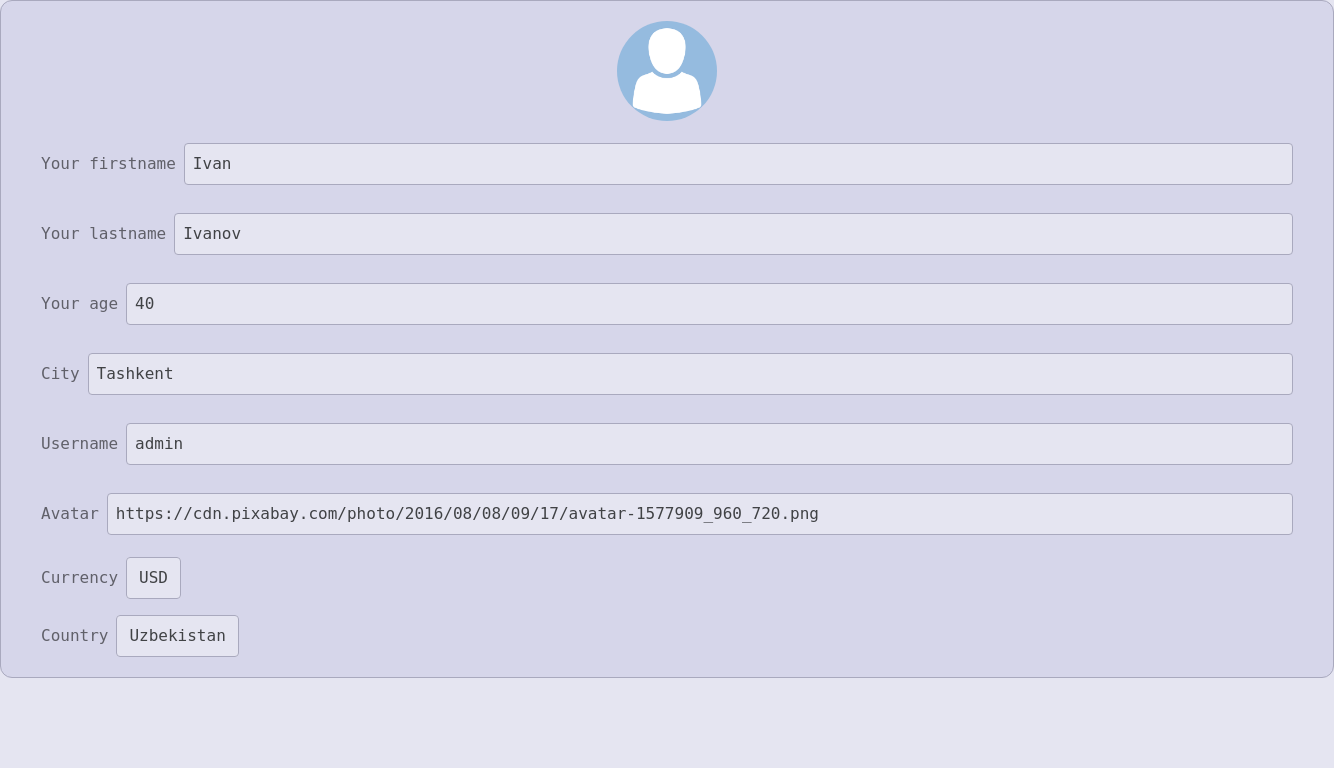 Your firstname Ivan
Your lastname Ivanov
Your age 40
City Tashkent
Username admin
Avatar https://cdn.pixabay.com/photo/2016/08/08/09/17/avatar-1577909_960_720.png
Currency USD
Country Uzbekistan